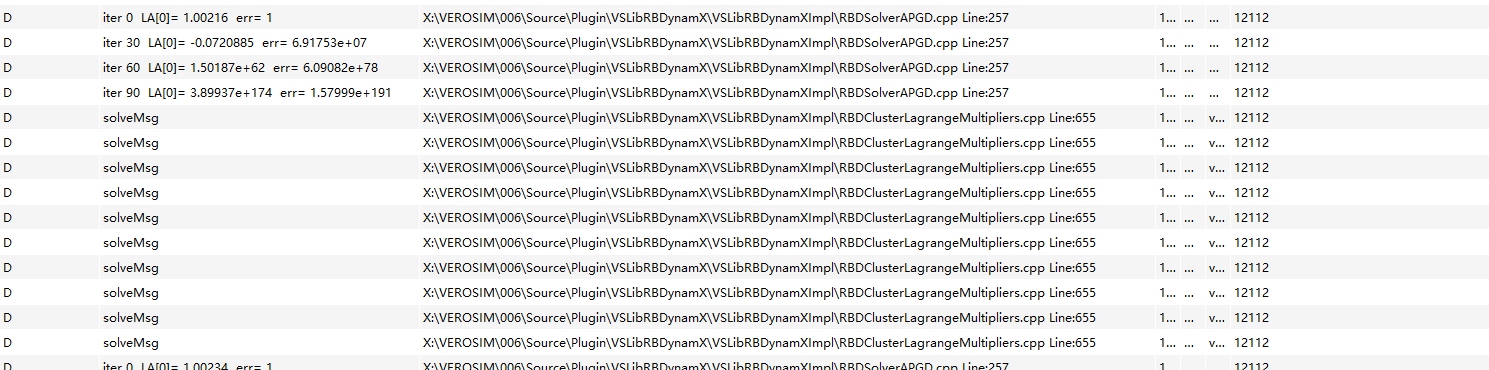 D iter 0 LA[0]= 1.00216 err= 1 X:\VEROSIM\006\Source\Plugin\VSLibRBDynamX\VSLibRBDynamXImpl\RBDSolverAPGD.cpp Line:257 1... ... ... 12112
D iter 30 LA[0]= -0.0720885 err= 6.91753e+07 X:\VEROSIM\006\Source\Plugin\VSLibRBDynamX\VSLibRBDynamXImpl\RBDSolverAPGD.cpp Line:257 1... ... ... 12112
D iter 60 LA[0]= 1.50187e+62 err= 6.09082e+78 X:\VEROSIM\006\Source\Plugin\VSLibRBDynamX\VSLibRBDynamXImpl\RBDSolverAPGD.cpp Line:257 1... ... ... 12112
D iter 90 LA[0]= 3.89937e+174 err= 1.57999e+191 X:\VEROSIM\006\Source\Plugin\VSLibRBDynamX\VSLibRBDynamXImpl\RBDSolverAPGD.cpp Line:257 1... ... ... 12112
D solveMsg X:\VEROSIM\006\Source\Plugin\VSLibRBDynamX\VSLibRBDynamXImpl\RBDClusterLagrangeMultipliers.cpp Line:655 1... ... v... 12112
D solveMsg X:\VEROSIM\006\Source\Plugin\VSLibRBDynamX\VSLibRBDynamXImpl\RBDClusterLagrangeMultipliers.cpp Line:655 1... ... v... 12112
D solveMsg X:\VEROSIM\006\Source\Plugin\VSLibRBDynamX\VSLibRBDynamXImpl\RBDClusterLagrangeMultipliers.cpp Line:655 1... ... v... 12112
D solveMsg X:\VEROSIM\006\Source\Plugin\VSLibRBDynamX\VSLibRBDynamXImpl\RBDClusterLagrangeMultipliers.cpp Line:655 1... ... v... 12112
D solveMsg X:\VEROSIM\006\Source\Plugin\VSLibRBDynamX\VSLibRBDynamXImpl\RBDClusterLagrangeMultipliers.cpp Line:655 1... ... v... 12112
D solveMsg X:\VEROSIM\006\Source\Plugin\VSLibRBDynamX\VSLibRBDynamXImpl\RBDClusterLagrangeMultipliers.cpp Line:655 1... ... v... 12112
D solveMsg X:\VEROSIM\006\Source\Plugin\VSLibRBDynamX\VSLibRBDynamXImpl\RBDClusterLagrangeMultipliers.cpp Line:655 1... ... v... 12112
D solveMsg X:\VEROSIM\006\Source\Plugin\VSLibRBDynamX\VSLibRBDynamXImpl\RBDClusterLagrangeMultipliers.cpp Line:655 1... ... v... 12112
D solveMsg X:\VEROSIM\006\Source\Plugin\VSLibRBDynamX\VSLibRBDynamXImpl\RBDClusterLagrangeMultipliers.cpp Line:655 1... ... v... 12112
D solveMsg X:\VEROSIM\006\Source\Plugin\VSLibRBDynamX\VSLibRBDynamXImpl\RBDClusterLagrangeMultipliers.cpp Line:655 1... ... v... 12112
D iter 0 LA[0]= 1.00234 err= 1 X:\VEROSIM\006\Source\Plugin\VSLibRBDynamX\VSLibRBDynamXImpl\RBDSolverAPGD.cpp Line:257 12112